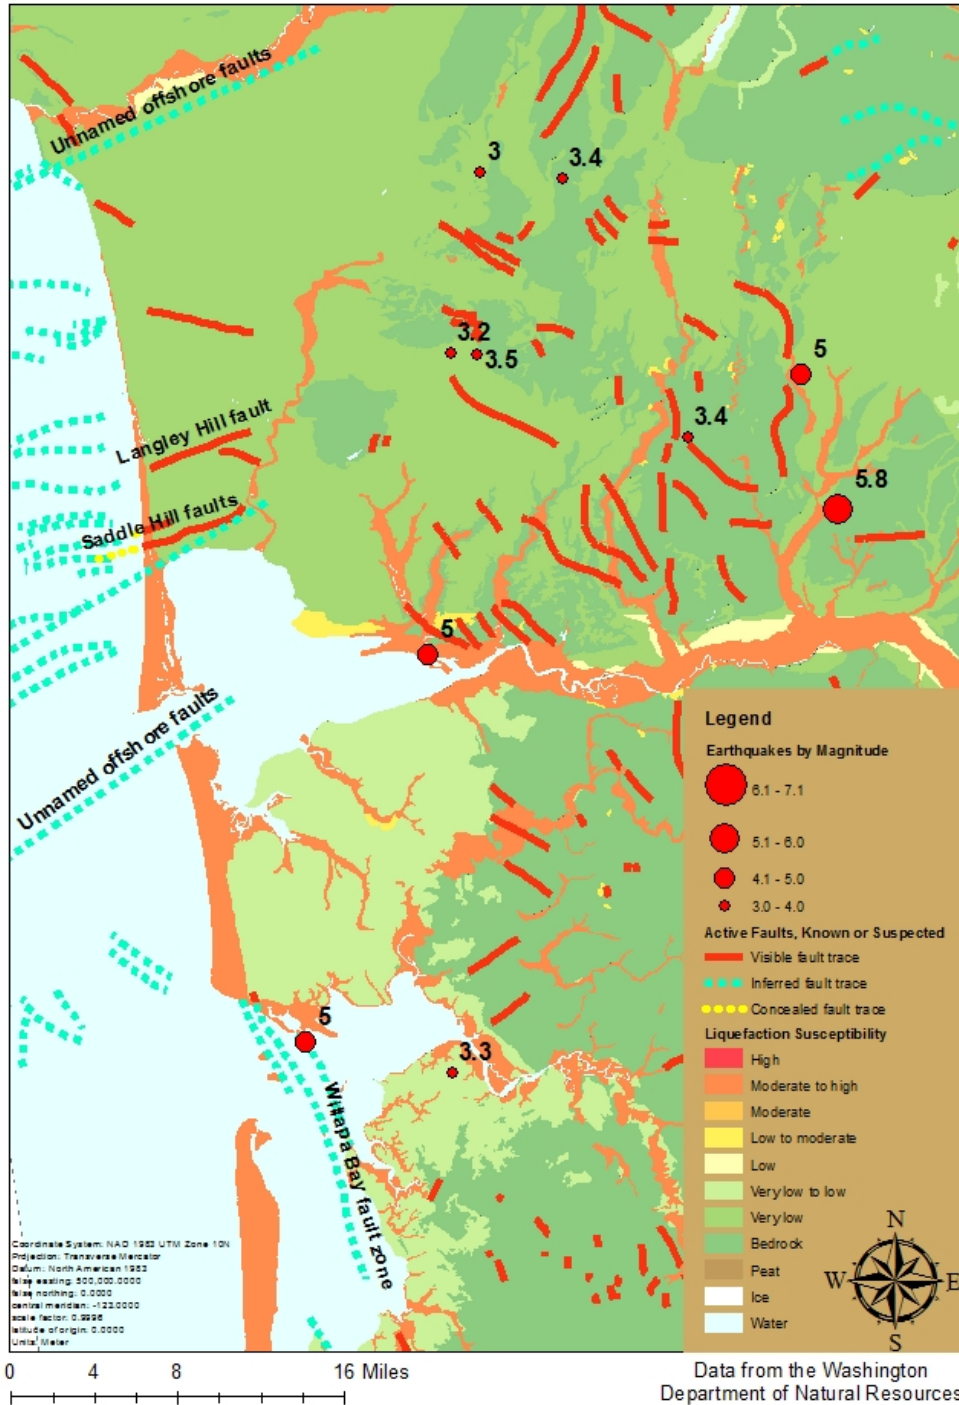 Unnamed offshore faults
3
3.4
3.2
3.5
5
Langley Hill fault
3.4
5.8
Saddle Hill faults
5
Unnamed offshore faults
5
3.3
Willapa Bay fault zone
Legend
Earthquakes by Magnitude
6.1 - 7.1
5.1 - 6.0
4.1 - 5.0
3.0 - 4.0
Active Faults, Known or Suspected
Visible fault trace
Inferred fault trace
Concealed fault trace
Liquefaction Susceptibility
High
Moderate to high
Moderate
Low to moderate
Low
Very low to low
Very low
Bedrock
Peat
Ice
Water
N
W
E
S
Coordinate System: NAD 1983 UTM Zone 10N
Projection: Transverse Mercator
Datum: North American 1983
false easting: 500,000.0000
false northing: 0.0000
central meridian: -123.0000
scale factor: 0.9996
latitude of origin: 0.0000
Units: Meter
0 4 8 16 Miles
Data from the Washington
Department of Natural Resources